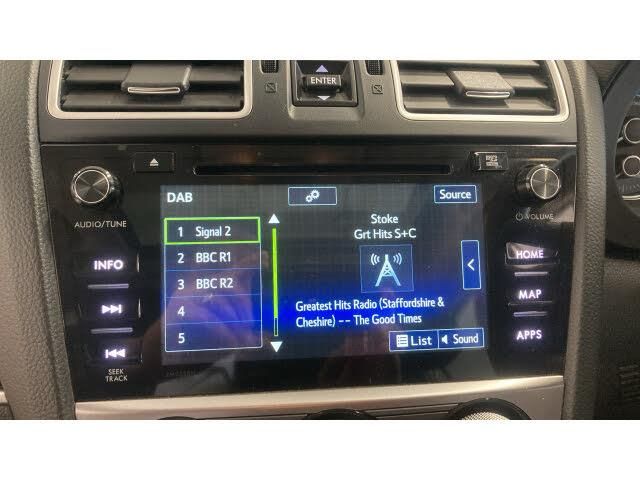 ENTER
DAB
Source
AUDIO/TUNE
VOLUME
Stoke
Grt Hits S+C
1 Signal 2
2 BBC R1
3 BBC R2
4
5
INFO
HOME
MAP
APPS
Greatest Hits Radio (Staffordshire &
Cheshire) -- The Good Times
List
Sound
SEEK
TRACK